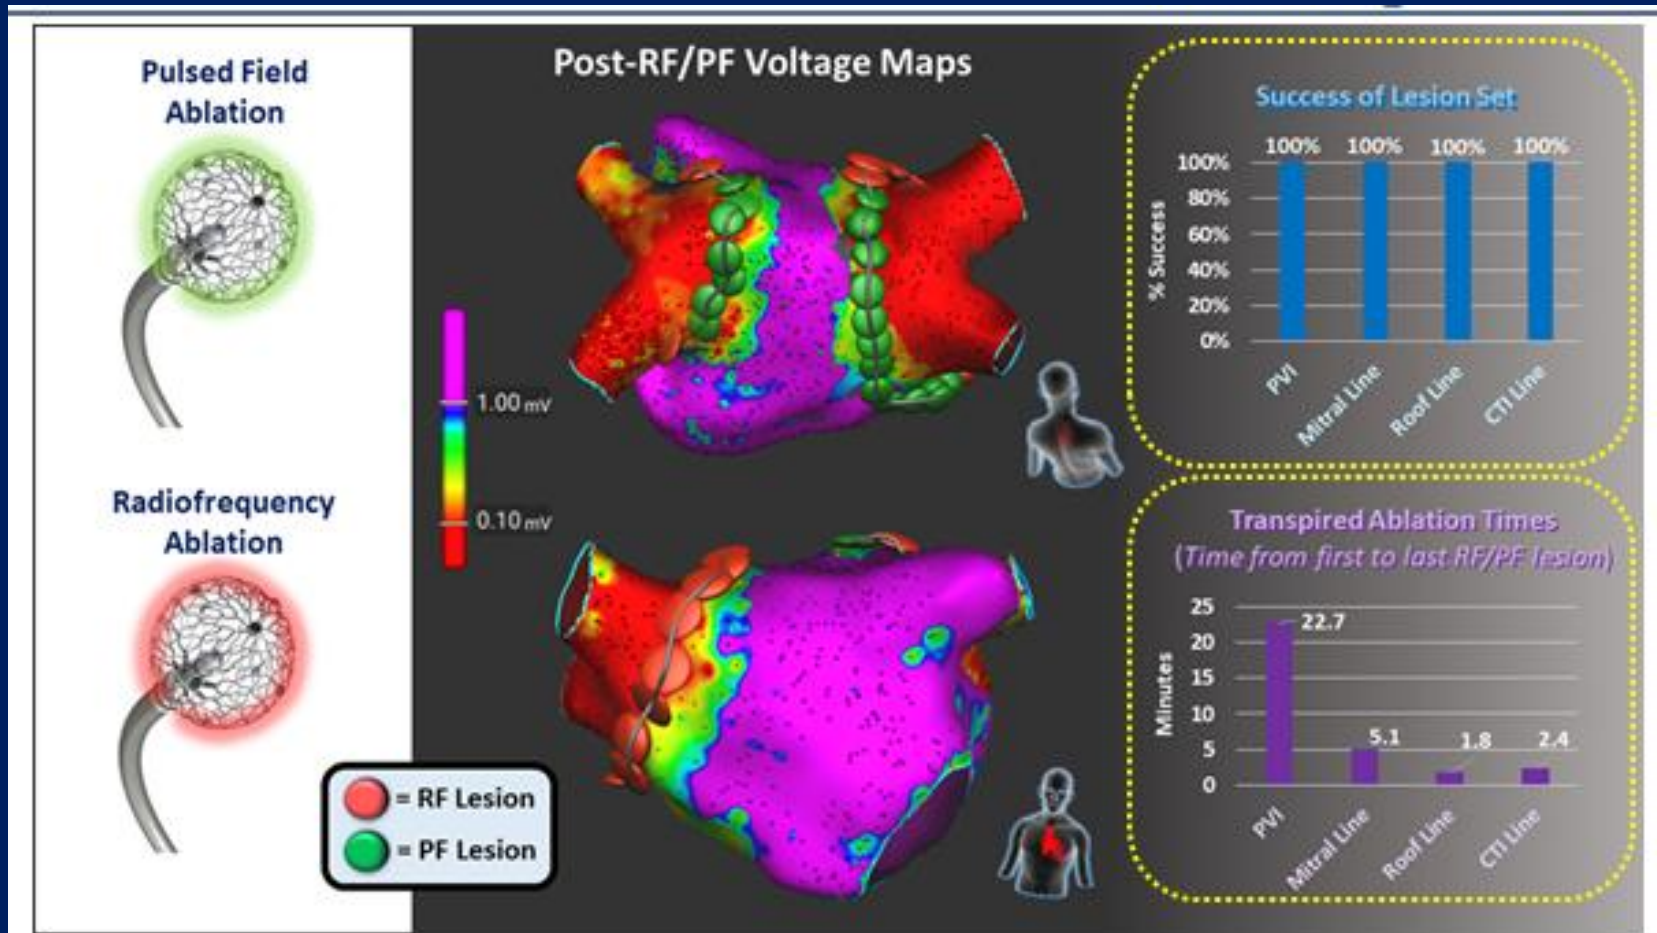 Pulsed Field
Ablation
Radiofrequency
Ablation
Post-RF/PF Voltage Maps
1.00 mV
0.10 mV
= RF Lesion
= PF Lesion
Success of Lesion Set
% Success
100%
80%
60%
40%
20%
0%
100% 100% 100% 100%
PVI
Mitral Line
Roof Line
CTI Line
Transpired Ablation Times
(Time from first to last RF/PF lesion)
Minutes
25
20
15
10
5
0
22.7
5.1
1.8
2.4
PVI
Mitral Line
Roof Line
CTI Line